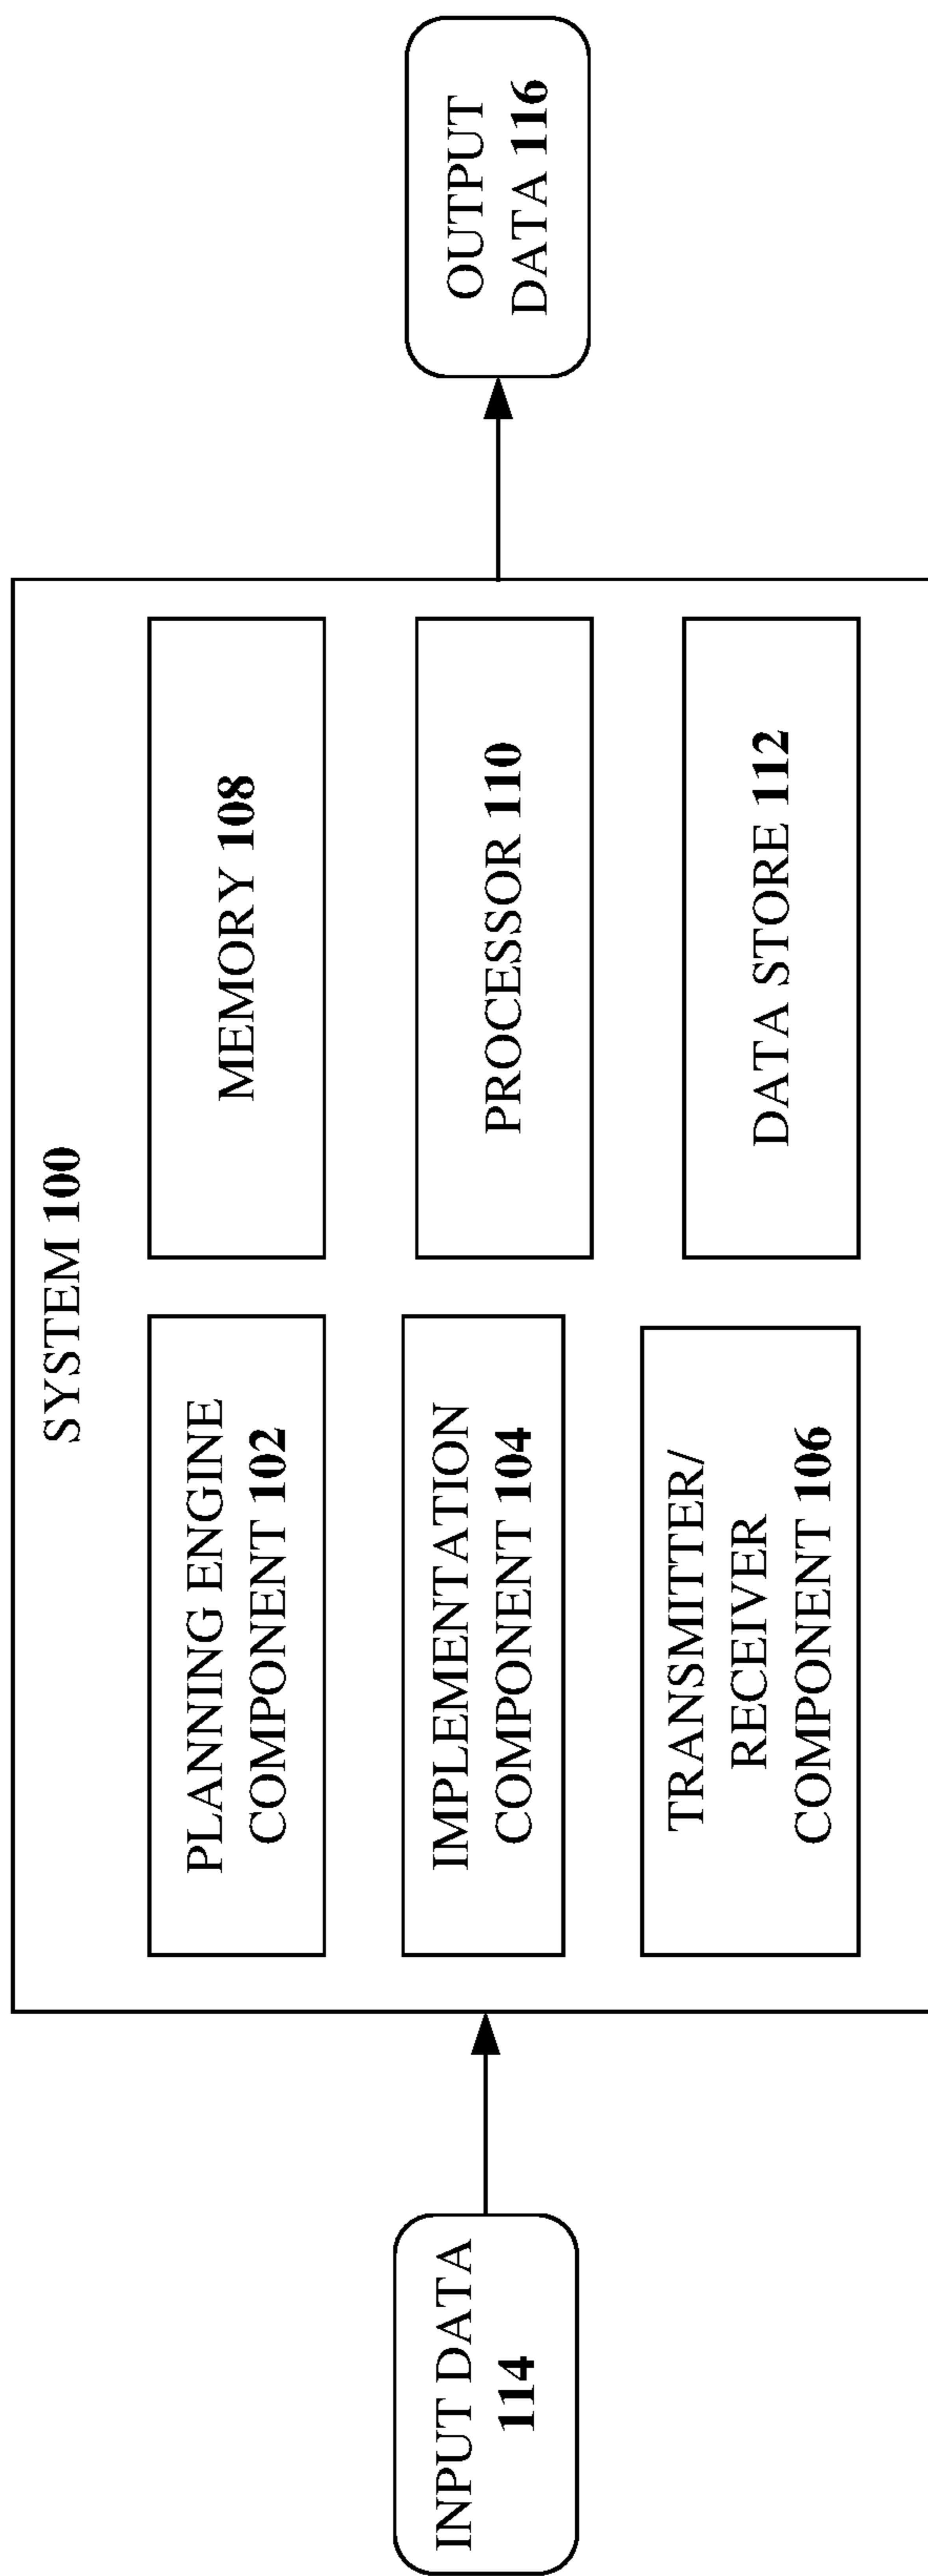 SYSTEM 100
INPUT DATA
114
PLANNING ENGINE
COMPONENT 102
IMPLEMENTATION
COMPONENT 104
TRANSMITTER/
RECEIVER
COMPONENT 106
MEMORY 108
PROCESSOR 110
DATA STORE 112
OUTPUT
DATA 116